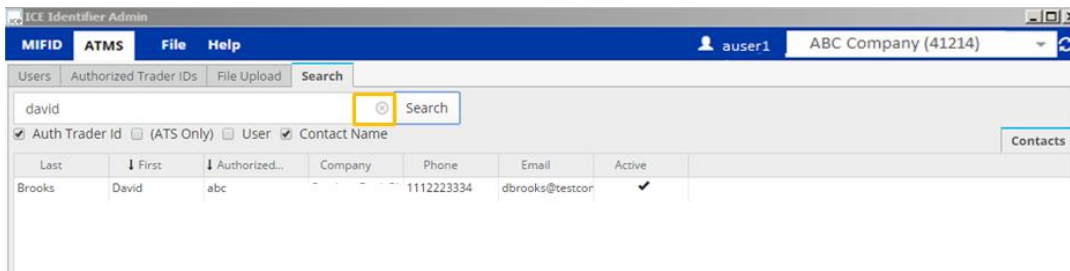 ICE Identifier Admin
MIFID ATMS File Help auser1 ABC Company (41214)
Users Authorized Trader IDs File Upload Search
david Search
Auth Trader Id (ATS Only) User Contact Name
Contacts
Last First Authorized... Company Phone Email Active
Brooks David abc 1112223334 dbrooks@testcor